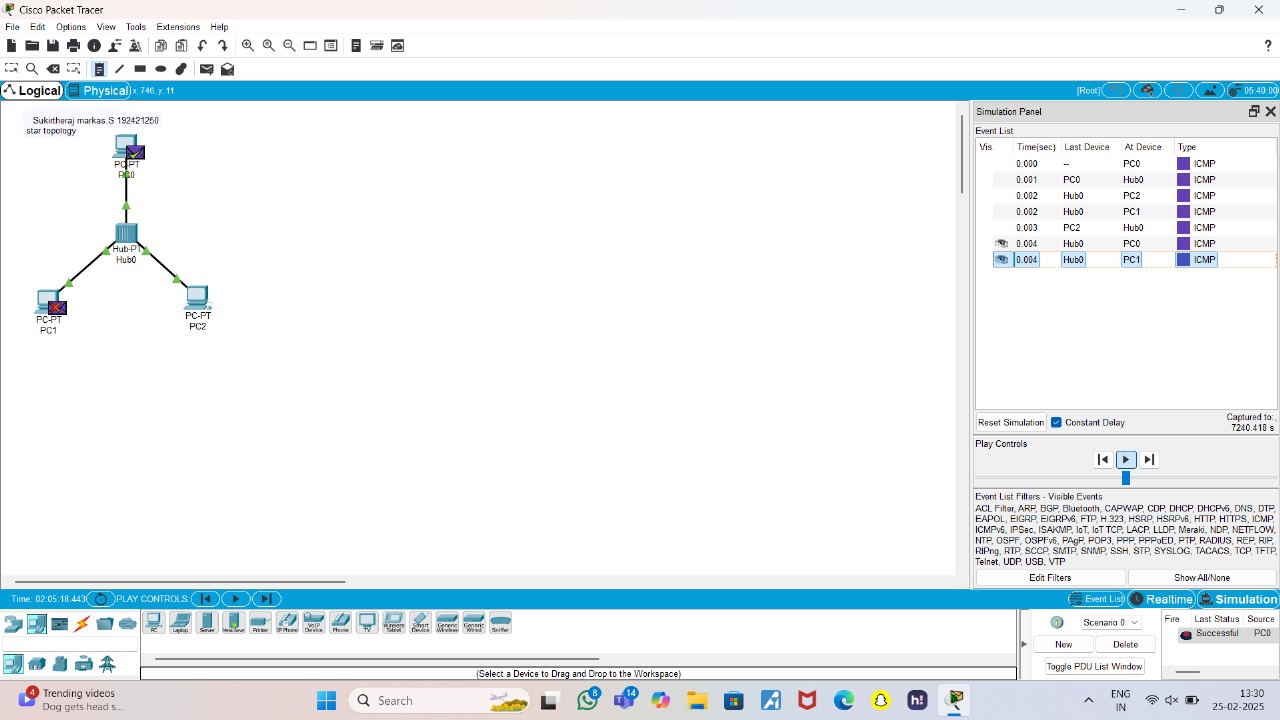 Cisco Packet Tracer
File Edit Options View Tools Extensions Help
?
Logical Physical x: 746, y: 11 [Root] 05:40:00
Sukirtheraj markas.S 192421250
star topology
PC-PT
PC0
Hub-PT
Hub0
PC-PT
PC1
PC-PT
PC2
Simulation Panel
Event List
Vis. Time(sec) Last Device At Device Type
0.000 -- PC0 ICMP
0.001 PC0 Hub0 ICMP
0.002 Hub0 PC2 ICMP
0.002 Hub0 PC1 ICMP
0.003 PC2 Hub0 ICMP
0.004 Hub0 PC0 ICMP
0.004 Hub0 PC1 ICMP
Reset Simulation Constant Delay Captured to:
7240.418 s
Play Controls
Event List Filters - Visible Events
ACL Filter, ARP, BGP, Bluetooth, CAPWAP, CDP, DHCP, DHCPv6, DNS, DTP,
EAPOL, EIGRP, EIGRPv6, FTP, H.323, HSRP, HSRPv6, HTTP, HTTPS, ICMP,
ICMPv6, IPSec, ISAKMP, IoT, IoT TCP, LACP, LLDP, Meraki, NDP, NETFLOW,
NTP, OSPF, OSPFv6, PAgP, POP3, PPP, PPPoED, PTP, RADIUS, REP, RIP,
RIPng, RTP, SCCP, SMTP, SNMP, SSH, STP, SYSLOG, TACACS, TCP, TFTP,
Telnet, UDP, USB, VTP
Edit Filters Show All/None
Time: 02:05:18.443 PLAY CONTROLS: Event List Realtime Simulation
PC Laptop Server Printer IP Phone VoIP Device Phone TV Wireless Tablet Smart Device Generic Wireless Generic Wired Sniffer
(Select a Device to Drag and Drop to the Workspace)
Scenario 0
New Delete
Toggle PDU List Window
Fire Last Status Source
Successful PC0
4 Trending videos
Dog gets head s...
Search
8
14
h!
ENG
IN
13:30
25-02-2025